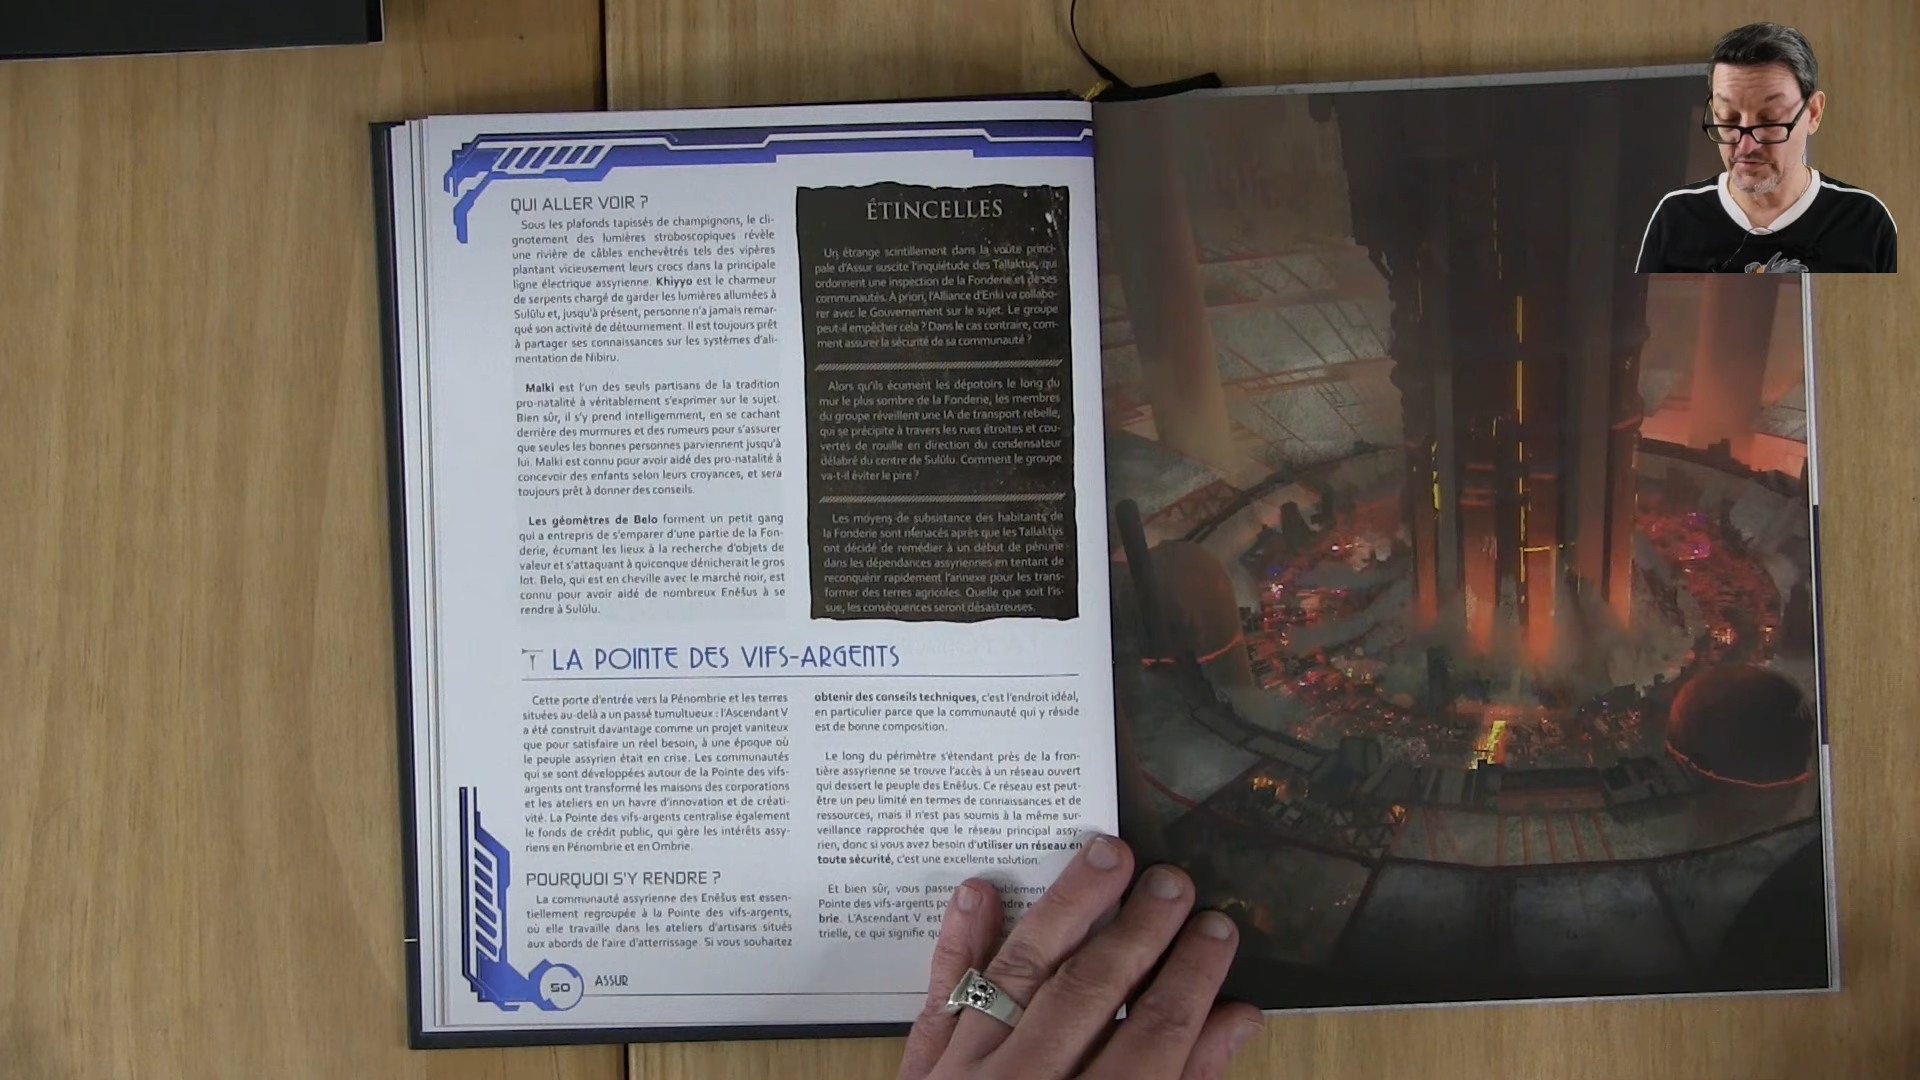 QUI ALLER VOIR ?
Sous les plafonds tapissés de champignons, le cli-
gnotement des lumières stroboscopiques révèle
une rivière de câbles enchevêtrés tels des vipères
plantant vicieusement leurs crocs dans la principale
ligne électrique assyrienne. Khiyyo est le charmeur
de serpents chargé de garder les lumières allumées à
Sulûlu et, jusqu'à présent, personne n'a jamais remar-
qué son activité de détournement. Il est toujours prêt
à partager ses connaissances sur les systèmes d'ali-
mentation de Nibiru.
Malki est l'un des seuls partisans de la tradition
pro-natalité à véritablement s'exprimer sur le sujet.
Bien sûr, il s'y prend intelligemment, en se cachant
derrière des murmures et des rumeurs pour s'assurer
que seules les bonnes personnes parviennent jusqu'à
lui. Malki est connu pour avoir aidé des pro-natalité à
concevoir des enfants selon leurs croyances, et sera
toujours prêt à donner des conseils.
Les géomètres de Belo forment un petit gang
qui a entrepris de s'emparer d'une partie de la Fon-
derie, écumant les lieux à la recherche d'objets de
valeur et s'attaquant à quiconque dénicherait le gros
lot. Belo, qui est en cheville avec le marché noir, est
connu pour avoir aidé de nombreux Enêšus à se
rendre à Sulûlu.
ÉTINCELLES
Un étrange scintillement dans la voûte princi-
pale d'Assur suscite l'inquiétude des Tallaktus, qui
ordonnent une inspection de la Fonderie et de ses
communautés. À priori, l'Alliance d'Enki va collabo-
rer avec le Gouvernement sur le sujet. Le groupe
peut-il empêcher cela ? Dans le cas contraire, com-
ment assurer la sécurité de sa communauté ?
Alors qu'ils écument les dépotoirs le long du
mur le plus sombre de la Fonderie, les membres
du groupe réveillent une IA de transport rebelle,
qui se précipite à travers les rues étroites et cou-
vertes de rouille en direction du condensateur
délabré du centre de Sulûlu. Comment le groupe
va-t-il éviter le pire ?
Les moyens de subsistance des habitants de
la Fonderie sont menacés après que les Tallaktus
ont décidé de remédier à un début de pénurie
dans les dépendances assyriennes en tentant de
reconquérir rapidement l'annexe pour les trans-
former des terres agricoles. Quelle que soit l'is-
sue, les conséquences seront désastreuses.
LA POINTE DES VIFS-ARGENTS
Cette porte d'entrée vers la Pénombrie et les terres
situées au-delà a un passé tumultueux : l'Ascendant V
a été construit davantage comme un projet vaniteux
que pour satisfaire un réel besoin, à une époque où
le peuple assyrien était en crise. Les communautés
qui se sont développées autour de la Pointe des vifs-
argents ont transformé les maisons des corporations
et les ateliers en un havre d'innovation et de créati-
vité. La Pointe des vifs-argents centralise également
le fonds de crédit public, qui gère les intérêts assy-
riens en Pénombrie et en Ombrie.
POURQUOI S'Y RENDRE ?
La communauté assyrienne des Enêšus est essen-
tiellement regroupée à la Pointe des vifs-argents,
où elle travaille dans les ateliers d'artisans situés
aux abords de l'aire d'atterrissage. Si vous souhaitez
obtenir des conseils techniques, c'est l'endroit idéal,
en particulier parce que la communauté qui y réside
est de bonne composition.
Le long du périmètre s'étendant près de la fron-
tière assyrienne se trouve l'accès à un réseau ouvert
qui dessert le peuple des Enêšus. Ce réseau est peut-
être un peu limité en termes de connaissances et de
ressources, mais il n'est pas soumis à la même sur-
veillance rapprochée que le réseau principal assy-
rien, donc si vous avez besoin d'utiliser un réseau en
toute sécurité, c'est une excellente solution.
Et bien sûr, vous
Pointe des vifs-argents
brie. L'Ascendant V est
trielle, ce qui signifie
50
ASSUR